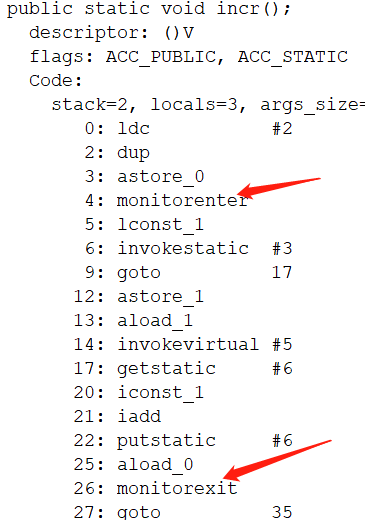 public static void incr();
descriptor: ()V
flags: ACC_PUBLIC, ACC_STATIC
Code:
stack=2, locals=3, args_size=
0: ldc #2
2: dup
3: astore_0
4: monitorenter
5: lconst_1
6: invokestatic #3
9: goto 17
12: astore_1
13: aload_1
14: invokevirtual #5
17: getstatic #6
20: iconst_1
21: iadd
22: putstatic #6
25: aload_0
26: monitorexit
27: goto 35